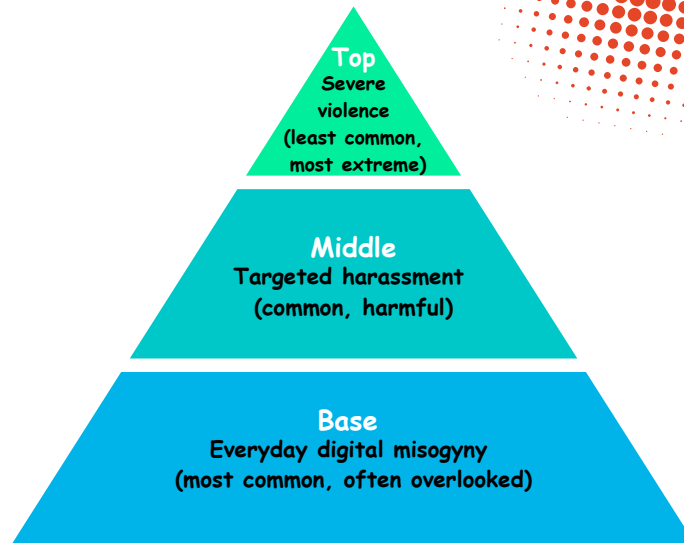 Top
Severe
violence
(least common,
most extreme)
Middle
Targeted harassment
(common, harmful)
Base
Everyday digital misogyny
(most common, often overlooked)